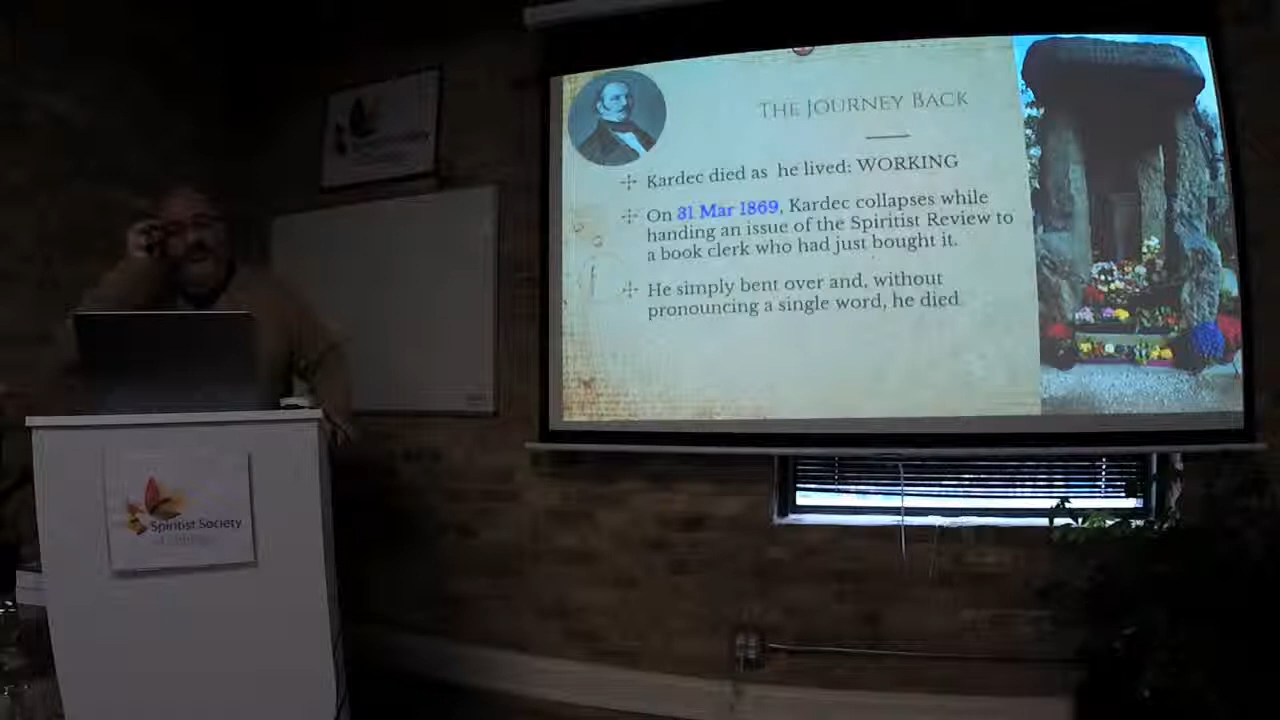 THE JOURNEY BACK
Kardec died as he lived: WORKING
On 31 Mar 1869, Kardec collapses while
handing an issue of the Spiritist Review to
a book clerk who had just bought it.
He simply bent over and, without
pronouncing a single word, he died
Spiritist Society